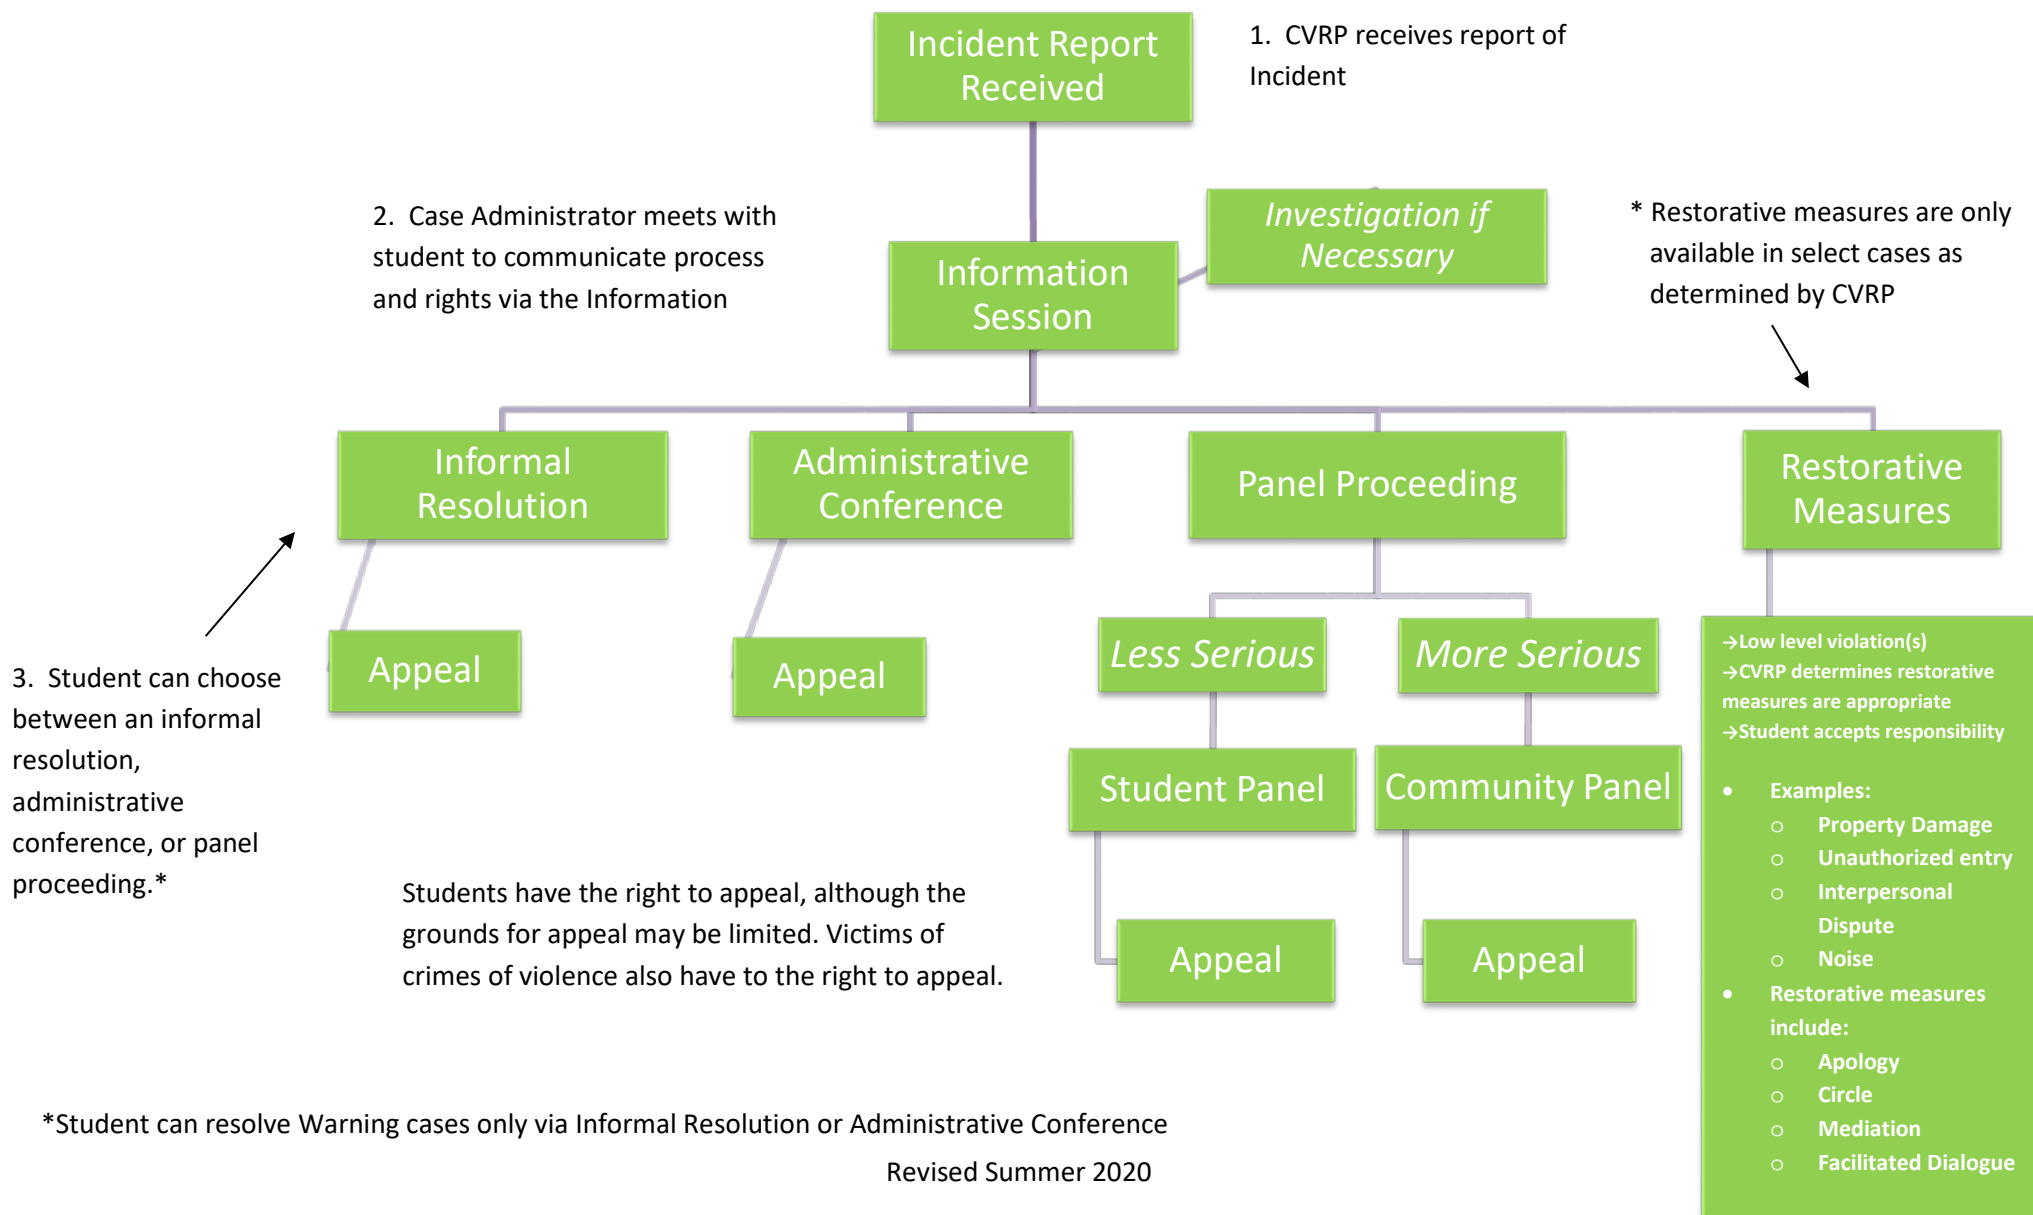 Incident Report
Received
1. CVRP receives report of
Incident
2. Case Administrator meets with
student to communicate process
and rights via the Information
Investigation if
Necessary
Information
Session
* Restorative measures are only
available in select cases as
determined by CVRP
Informal
Resolution
Administrative
Conference
Panel Proceeding
Restorative
Measures
3. Student can choose
between an informal
resolution,
administrative
conference, or panel
proceeding.*
Appeal
Appeal
Less Serious
More Serious
Student Panel
Community Panel
Appeal
Appeal
→Low level violation(s)
→CVRP determines restorative
measures are appropriate
→Student accepts responsibility
• Examples:
o Property Damage
o Unauthorized entry
o Interpersonal
Dispute
o Noise
• Restorative measures
include:
o Apology
o Circle
o Mediation
o Facilitated Dialogue
Students have the right to appeal, although the
grounds for appeal may be limited. Victims of
crimes of violence also have to the right to appeal.
*Student can resolve Warning cases only via Informal Resolution or Administrative Conference
Revised Summer 2020